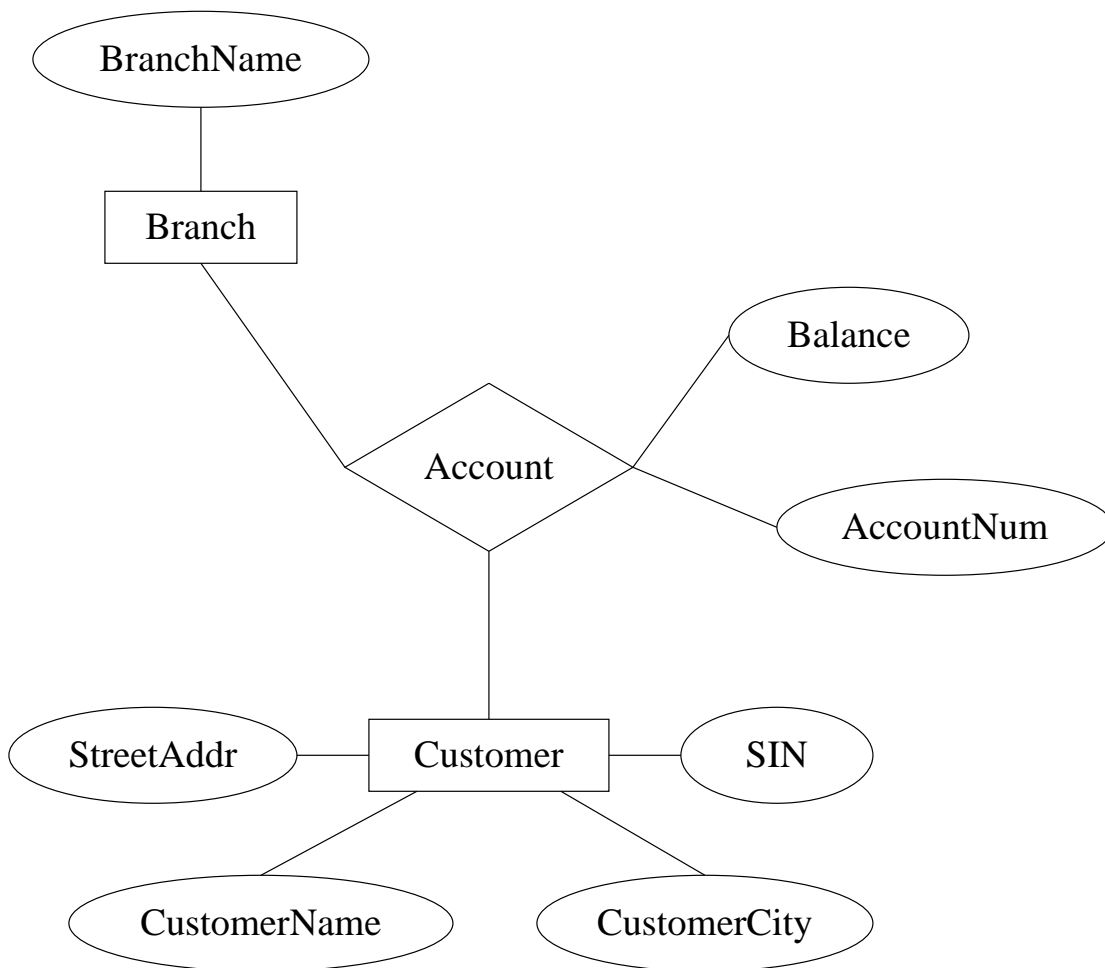 BranchName
Branch
Balance
Account
AccountNum
StreetAddr
Customer
SIN
CustomerName
CustomerCity